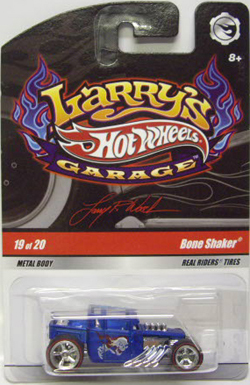 8+
Larry's
Hot Wheels
GARAGE
19 of 20
Bone Shaker®
METAL BODY
REAL RIDERS® TIRES